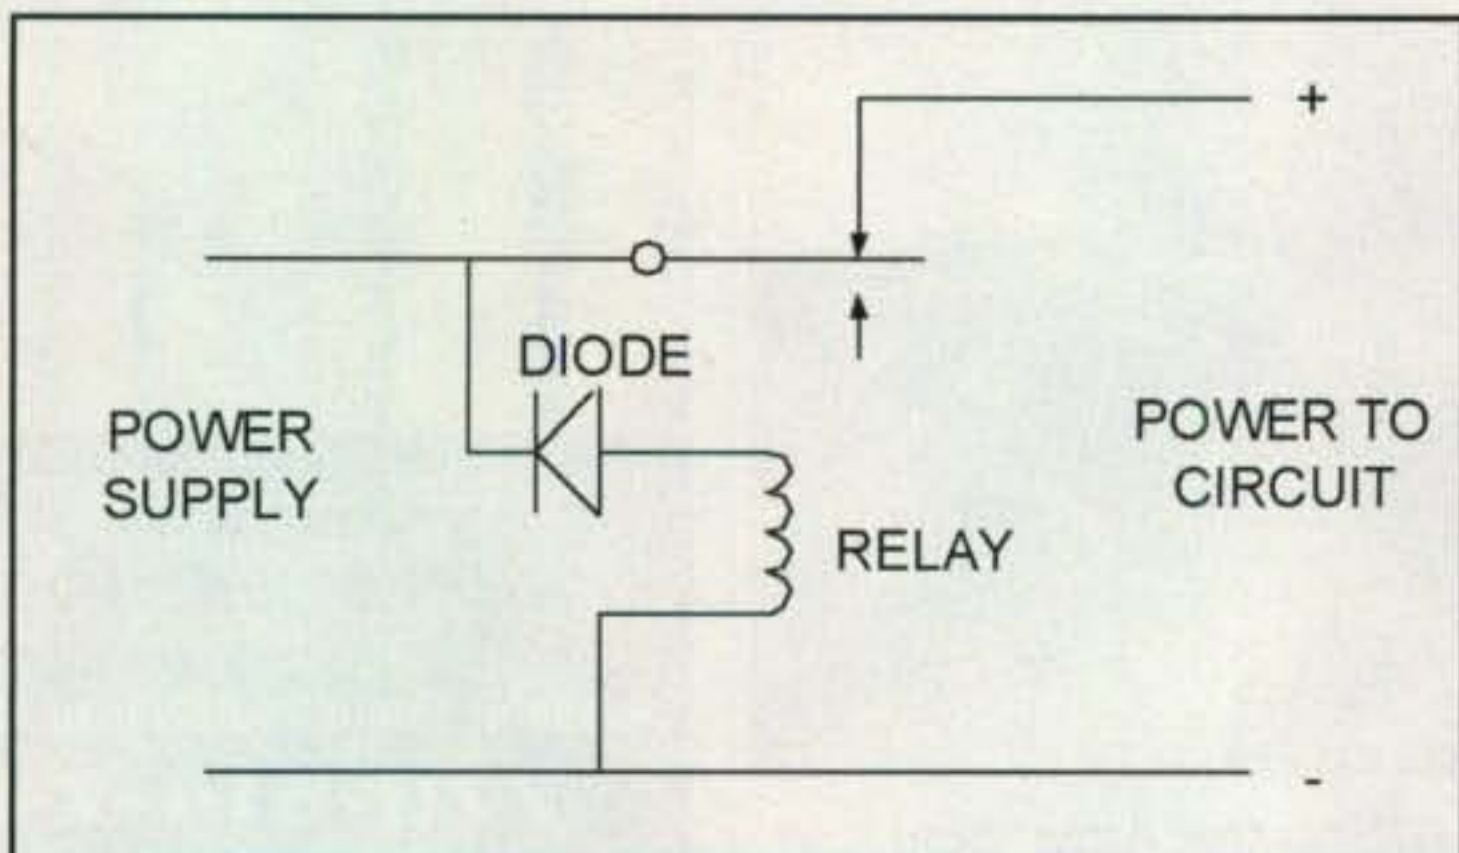 +
DIODE
POWER
SUPPLY
POWER TO
CIRCUIT
RELAY
-